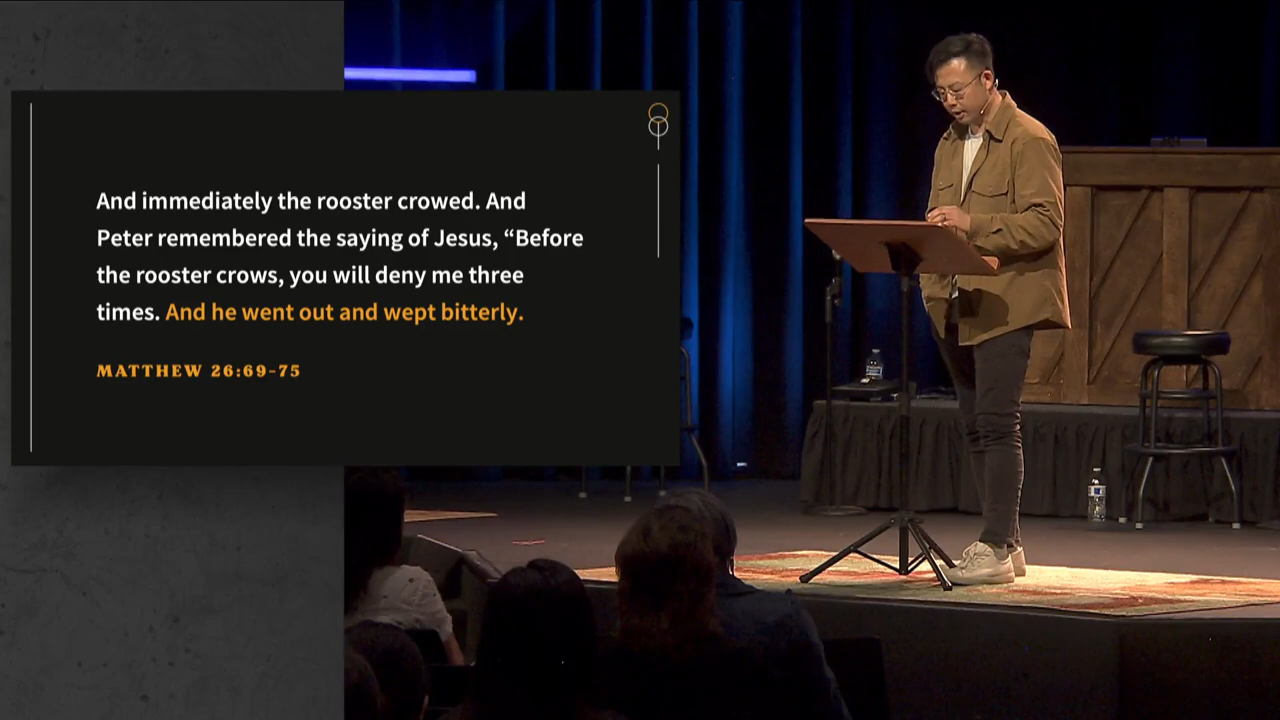 And immediately the rooster crowed. And
Peter remembered the saying of Jesus, “Before
the rooster crows, you will deny me three
times. And he went out and wept bitterly.
MATTHEW 26:69-75